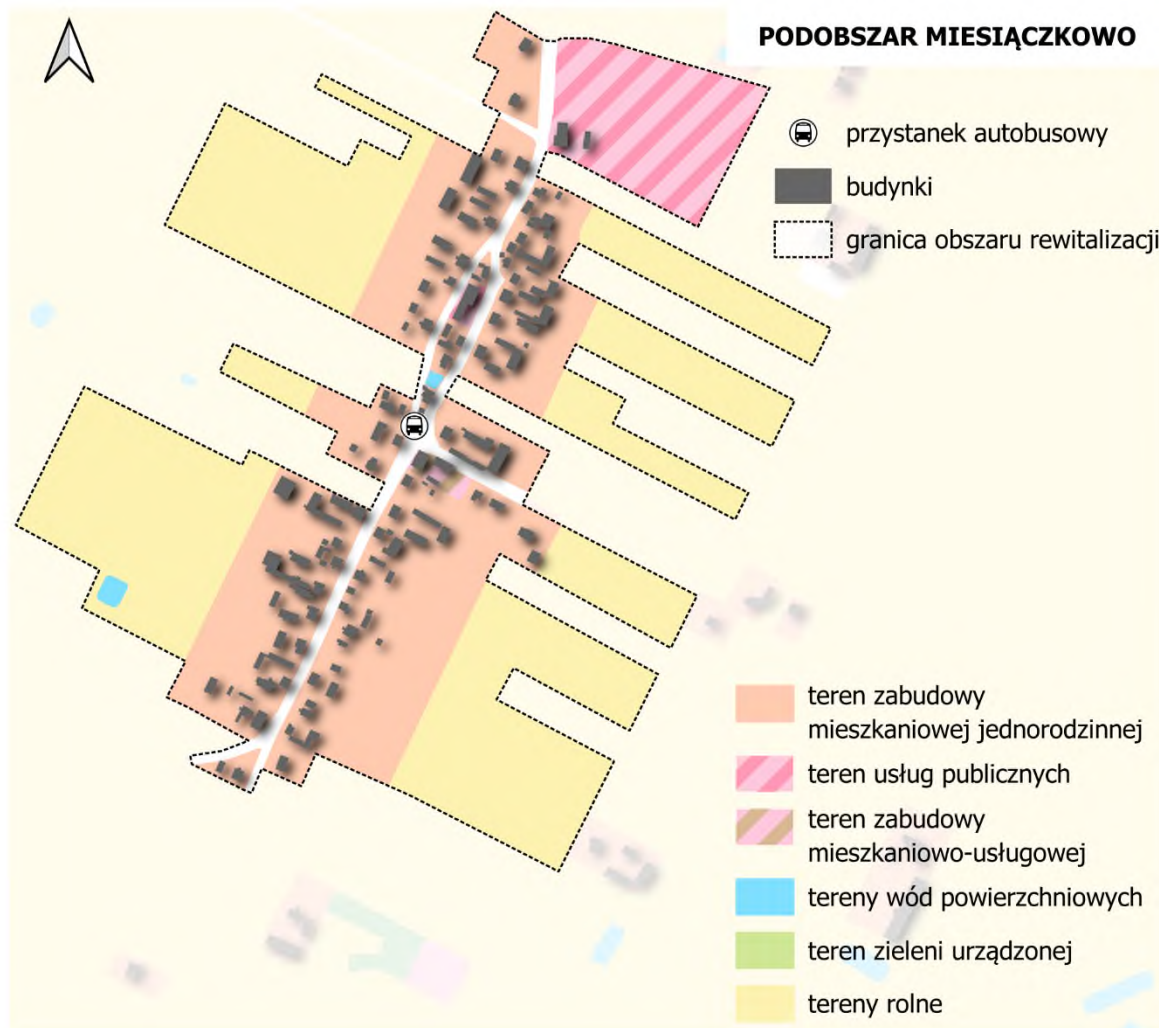 PODOBSZAR MIESIĄCZKOWO
przystanek autobusowy
budynki
granica obszaru rewitalizacji
teren zabudowy
mieszkaniowej jednorodzinnej
teren usług publicznych
teren zabudowy
mieszkaniowo-usługowej
tereny wód powierzchniowych
teren zieleni urządzonej
tereny rolne